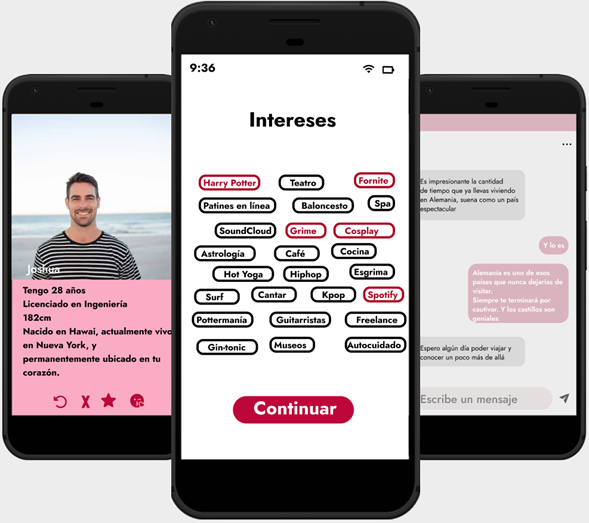 Joshua
Tengo 28 años
Licenciado en Ingeniería
182cm
Nacido en Hawai, actualmente vivo
en Nueva York, y
permanentemente ubicado en tu
corazón.
9:36
Intereses
Harry Potter
Teatro
Fornite
Patines en línea
Baloncesto
Spa
SoundCloud
Grime
Cosplay
Astrología
Café
Cocina
Hot Yoga
Hiphop
Esgrima
Surf
Cantar
Kpop
Spotify
Pottermanía
Guitarristas
Freelance
Gin-tonic
Museos
Autocuidado
Continuar
Es impresionante la cantidad
de tiempo que ya llevas viviendo
en Alemania, suena como un país
espectacular
Y lo es
Alemania es uno de esos
países que nunca dejarías de
visitar.
Siempre te terminará por
cautivar. Y los castillos son
geniales
Espero algún día poder viajar y
conocer un poco más de allá
Escribe un mensaje